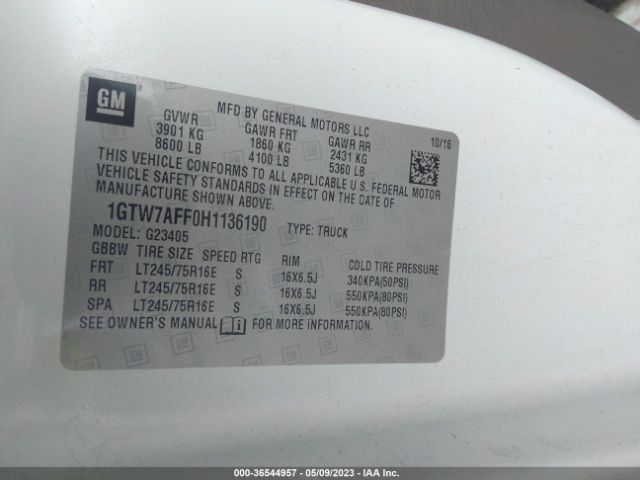 GM
MFD BY GENERAL MOTORS LLC
GVWR GAWR FRT GAWR RR 10/16
3901 KG 1860 KG 2431 KG
8600 LB 4100 LB 5360 LB
THIS VEHICLE CONFORMS TO ALL APPLICABLE U.S. FEDERAL MOTOR
VEHICLE SAFETY STANDARDS IN EFFECT ON THE DATE OF
MANUFACTURE SHOWN ABOVE.
1GTW7AFF0H1136190 TYPE: TRUCK
MODEL: G23405
GBBW TIRE SIZE SPEED RTG RIM COLD TIRE PRESSURE
FRT LT245/75R16E S 16X6.5J 340KPA(50PSI)
RR LT245/75R16E S 16X6.5J 550KPA(80PSI)
SPA LT245/75R16E S 16X6.5J 550KPA(80PSI)
SEE OWNER'S MANUAL FOR MORE INFORMATION.
000-36544957 - 05/09/2023 - IAA Inc.